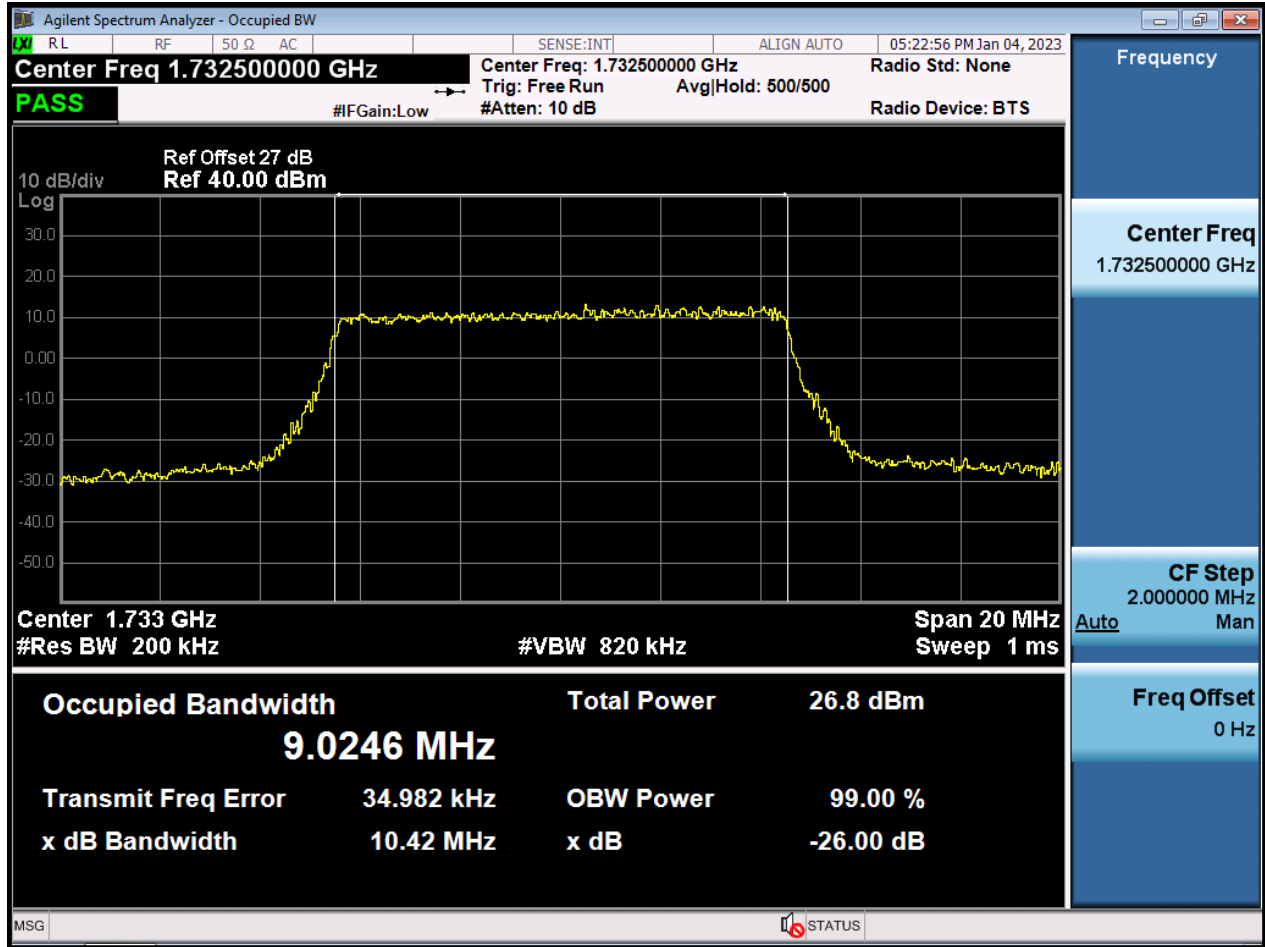 Agilent Spectrum Analyzer - Occupied BW
LXI RL RF 50 Ω AC SENSE:INT ALIGN AUTO 05:22:56 PM Jan 04, 2023
Center Freq 1.732500000 GHz
PASS
#IFGain:Low
Center Freq: 1.732500000 GHz
Trig: Free Run Avg|Hold: 500/500
#Atten: 10 dB
Radio Std: None
Radio Device: BTS
Ref Offset 27 dB
10 dB/div Ref 40.00 dBm
Log
30.0
20.0
10.0
0.00
-10.0
-20.0
-30.0
-40.0
-50.0
Center 1.733 GHz Span 20 MHz
#Res BW 200 kHz #VBW 820 kHz Sweep 1 ms
Occupied Bandwidth Total Power 26.8 dBm
9.0246 MHz
Transmit Freq Error 34.982 kHz OBW Power 99.00 %
x dB Bandwidth 10.42 MHz x dB -26.00 dB
Frequency
Center Freq
1.732500000 GHz
CF Step
2.000000 MHz
Auto Man
Freq Offset
0 Hz
MSG STATUS